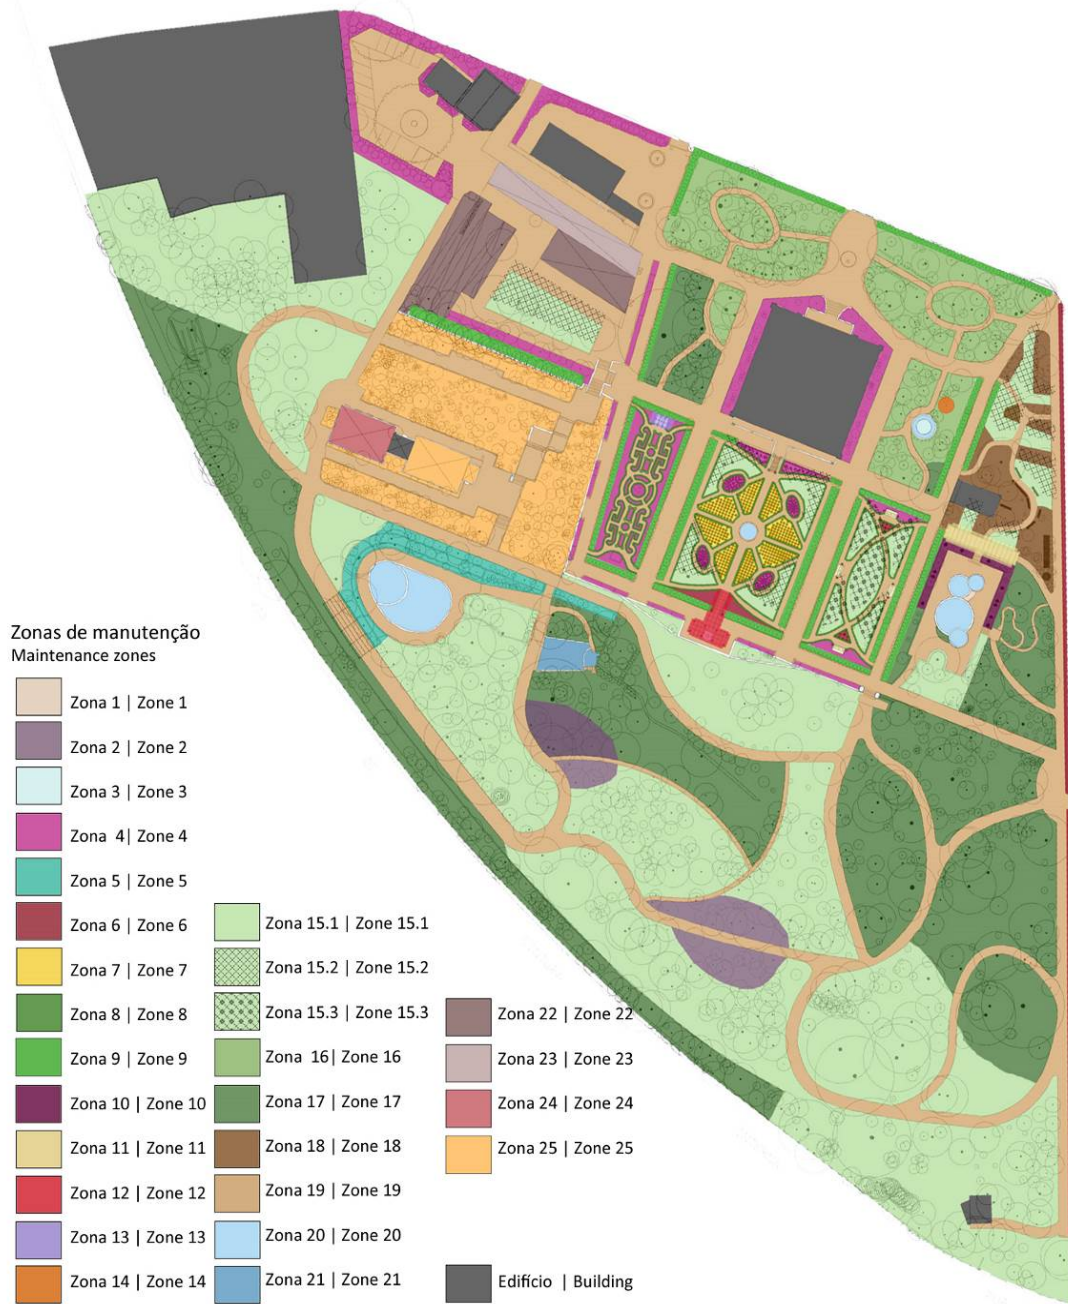 Zonas de manutenção
Maintenance zones
Zona 1 | Zone 1
Zona 2 | Zone 2
Zona 3 | Zone 3
Zona  4| Zone 4
Zona 5 | Zone 5
Zona 6 | Zone 6
Zona 7 | Zone 7
Zona 8 | Zone 8
Zona 9 | Zone 9
Zona 10 | Zone 10
Zona 11 | Zone 11
Zona 12 | Zone 12
Zona 13 | Zone 13
Zona 14 | Zone 14
Zona 15.1 | Zone 15.1
Zona 15.2 | Zone 15.2
Zona 15.3 | Zone 15.3
Zona  16| Zone 16
Zona 17 | Zone 17
Zona 18 | Zone 18
Zona 19 | Zone 19
Zona 20 | Zone 20
Zona 21 | Zone 21
Zona 22 | Zone 22
Zona 23 | Zone 23
Zona 24 | Zone 24
Zona 25 | Zone 25
Edifício  | Building